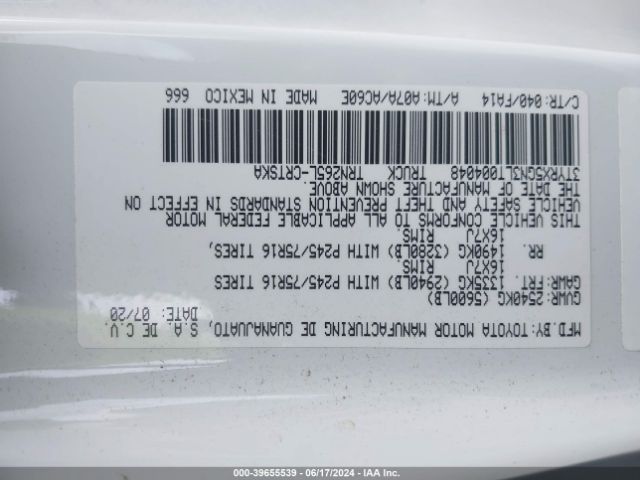 MFD.BY:TOYOTA MOTOR MANUFACTURING DE GUANAJUATO,
S.A. DE C.V.
DATE: 07/20
GVWR:2540KG (5600LB)
GAWR:FRT. 1335KG (2940LB) WITH P245/75R16 TIRES
16X7J RIMS
RR. 1490KG (3280LB) WITH P245/75R16 TIRES,
16X7J RIMS
THIS VEHICLE CONFORMS TO ALL APPLICABLE FEDERAL MOTOR
VEHICLE SAFETY AND THEFT PREVENTION STANDARDS IN EFFECT ON
THE DATE OF MANUFACTURE SHOWN ABOVE.
3TYRX5GN3LT004048 TRUCK TRN265L-CRTSKA
C/TR:040/FA14 A/TM:A07A/AC60E MADE IN MEXICO 666
000-39655539 - 06/17/2024 - IAA Inc.